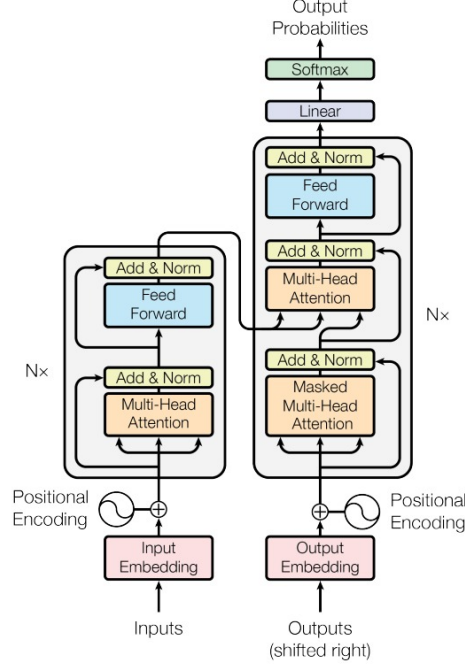 Output
Probabilities
Softmax
Linear
Add & Norm
Feed
Forward
Add & Norm
Multi-Head
Attention
Add & Norm
Masked
Multi-Head
Attention
Nx
Add & Norm
Feed
Forward
Add & Norm
Multi-Head
Attention
Nx
Positional
Encoding
Positional
Encoding
Input
Embedding
Output
Embedding
Inputs
Outputs
(shifted right)